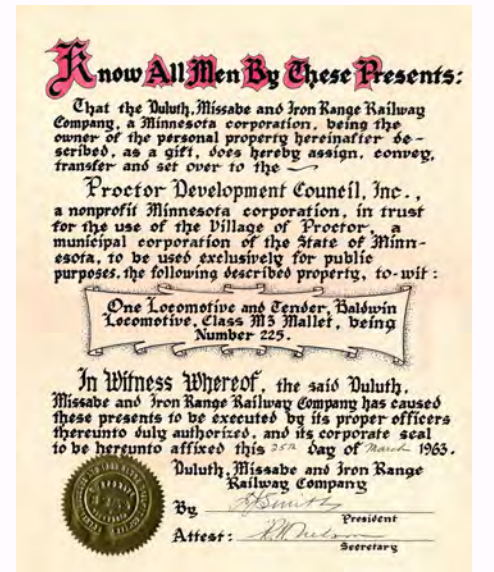 Know All Men By These Presents:
That the Duluth, Missabe and Iron Range Railway
Company, a Minnesota corporation, being the
owner of the personal property hereinafter de-
scribed, as a gift, does hereby assign, convey,
transfer and set over to the
Proctor Development Council, Inc.,
a nonprofit Minnesota corporation, in trust
for the use of the Village of Proctor, a
municipal corporation of the State of Minn-
esota, to be used exclusively for public
purposes, the following described property, to-wit:
One Locomotive and Tender, Baldwin
Locomotive, Class M3 Mallet, being
Number 225.
In Witness Whereof, the said Duluth,
Missabe and Iron Range Railway Company has caused
these presents to be executed by its proper officers
thereunto duly authorized, and its corporate seal
to be hereunto affixed this 25th Day of March 1963.
Duluth, Missabe and Iron Range
Railway Company
By Smith
President
Attest:
Secretary